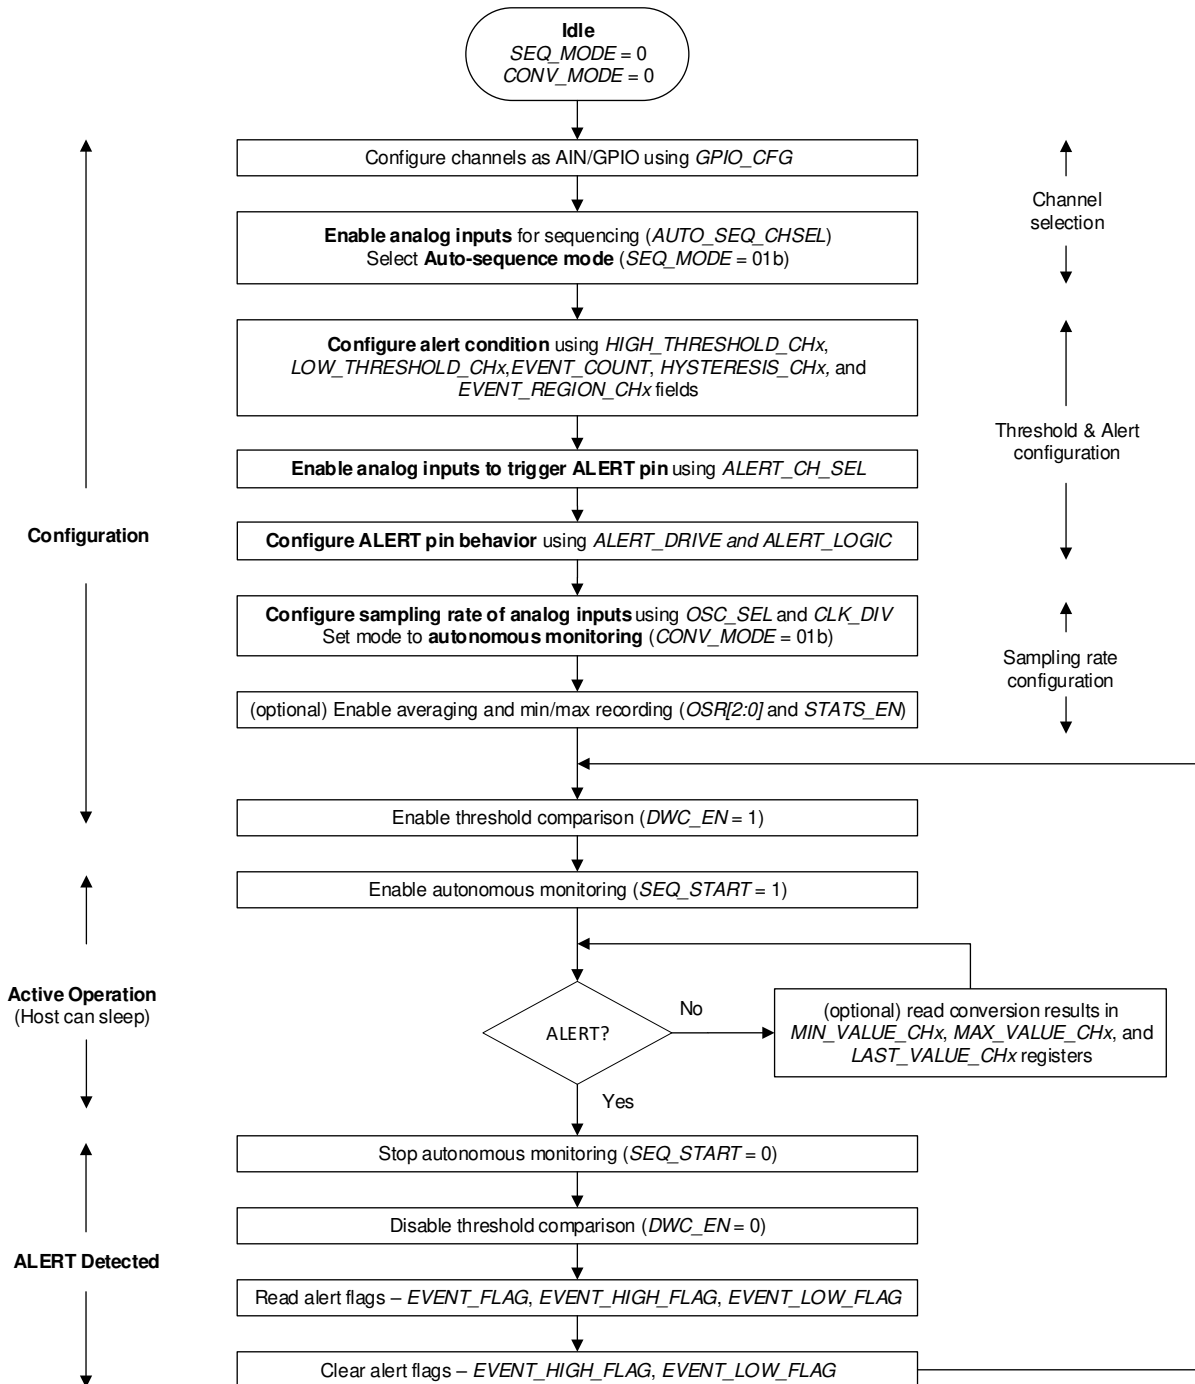 Idle
SEQ_MODE = 0
CONV_MODE = 0
Configure channels as AIN/GPIO using GPIO_CFG
Channel
selection
Enable analog inputs for sequencing (AUTO_SEQ_CHSEL)
Select Auto-sequence mode (SEQ_MODE = 01b)
Configure alert condition using HIGH_THRESHOLD_CHx,
LOW_THRESHOLD_CHx,EVENT_COUNT, HYSTERESIS_CHx, and
EVENT_REGION_CHx fields
Threshold & Alert
configuration
Enable analog inputs to trigger ALERT pin using ALERT_CH_SEL
Configuration
Configure ALERT pin behavior using ALERT_DRIVE and ALERT_LOGIC
Configure sampling rate of analog inputs using OSC_SEL and CLK_DIV
Set mode to autonomous monitoring (CONV_MODE = 01b)
Sampling rate
configuration
(optional) Enable averaging and min/max recording (OSR[2:0] and STATS_EN)
Enable threshold comparison (DWC_EN = 1)
Enable autonomous monitoring (SEQ_START = 1)
Active Operation
(Host can sleep)
ALERT?
No
(optional) read conversion results in
MIN_VALUE_CHx, MAX_VALUE_CHx, and
LAST_VALUE_CHx registers
Yes
Stop autonomous monitoring (SEQ_START = 0)
Disable threshold comparison (DWC_EN = 0)
ALERT Detected
Read alert flags – EVENT_FLAG, EVENT_HIGH_FLAG, EVENT_LOW_FLAG
Clear alert flags – EVENT_HIGH_FLAG, EVENT_LOW_FLAG